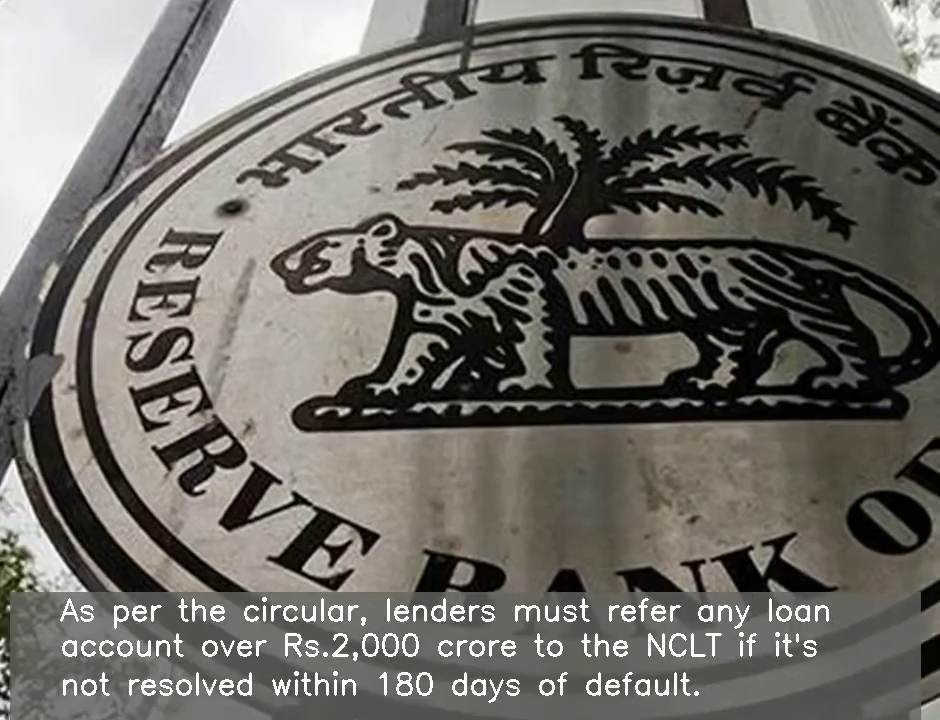 भारतीय रिज़र्व बैंक
RESERVE BANK OF
As per the circular, lenders must refer any loan
account over Rs.2,000 crore to the NCLT if it's
not resolved within 180 days of default.